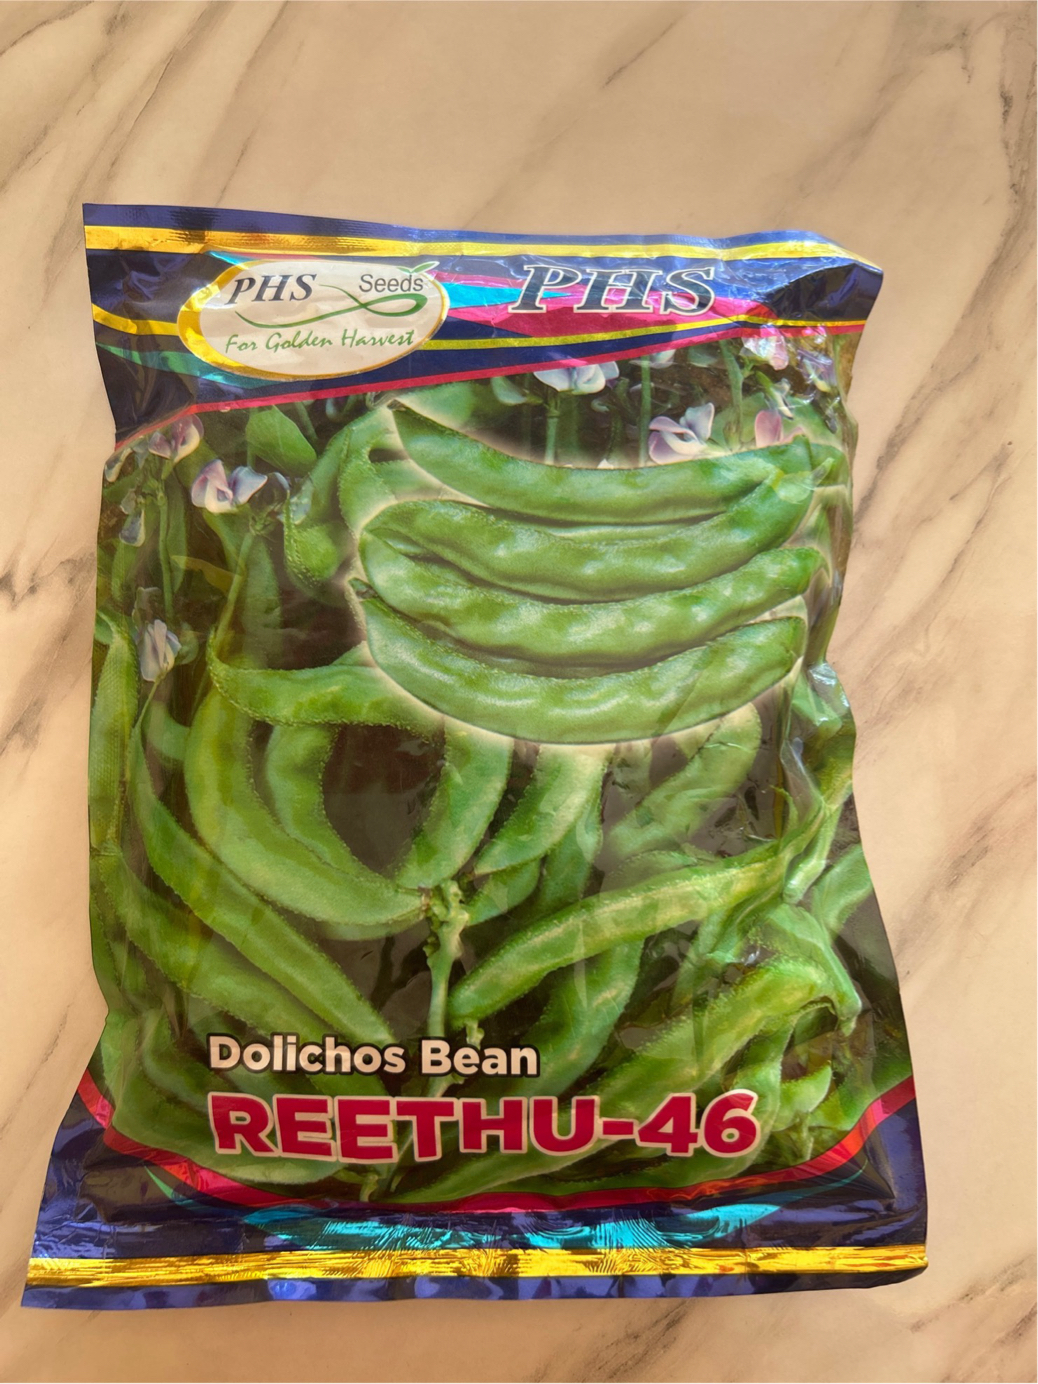 PHS Seeds
For Golden Harvest
PHS
Dolichos Bean
REETHU-46